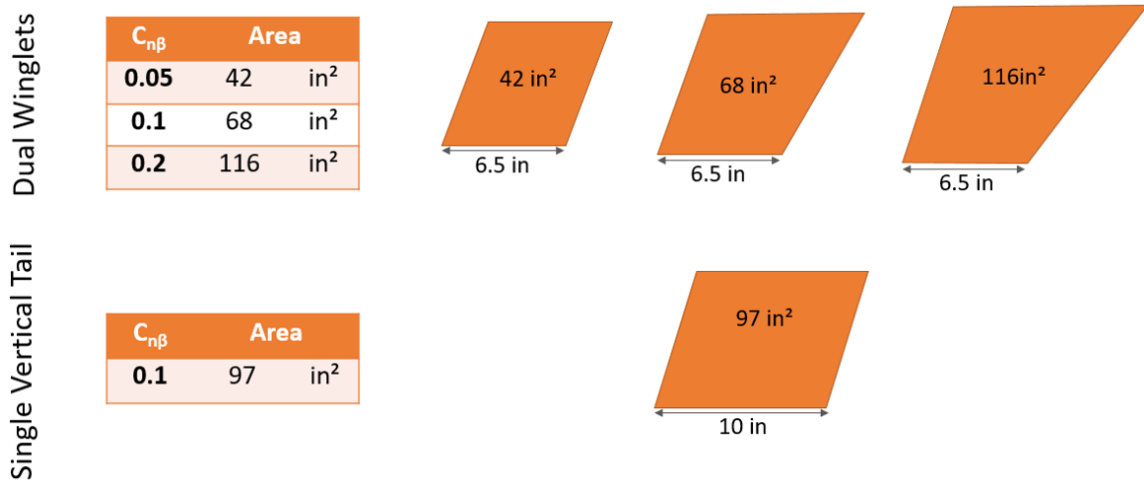 Dual Winglets
Cnβ Area
0.05 42 in²
0.1 68 in²
0.2 116 in²
42 in²
6.5 in
68 in²
6.5 in
116in²
6.5 in
Single Vertical Tail
Cnβ Area
0.1 97 in²
97 in²
10 in